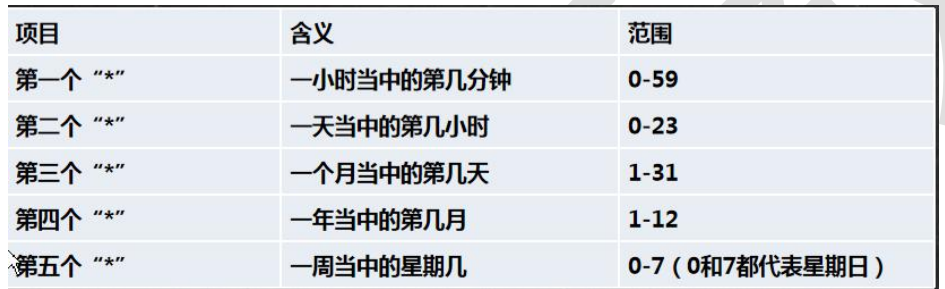 项目 含义 范围
第一个 “*” 一小时当中的第几分钟 0-59
第二个 “*” 一天当中的第几小时 0-23
第三个 “*” 一个月当中的第几天 1-31
第四个 “*” 一年当中的第几月 1-12
第五个 “*” 一周当中的星期几 0-7（0和7都代表星期日）